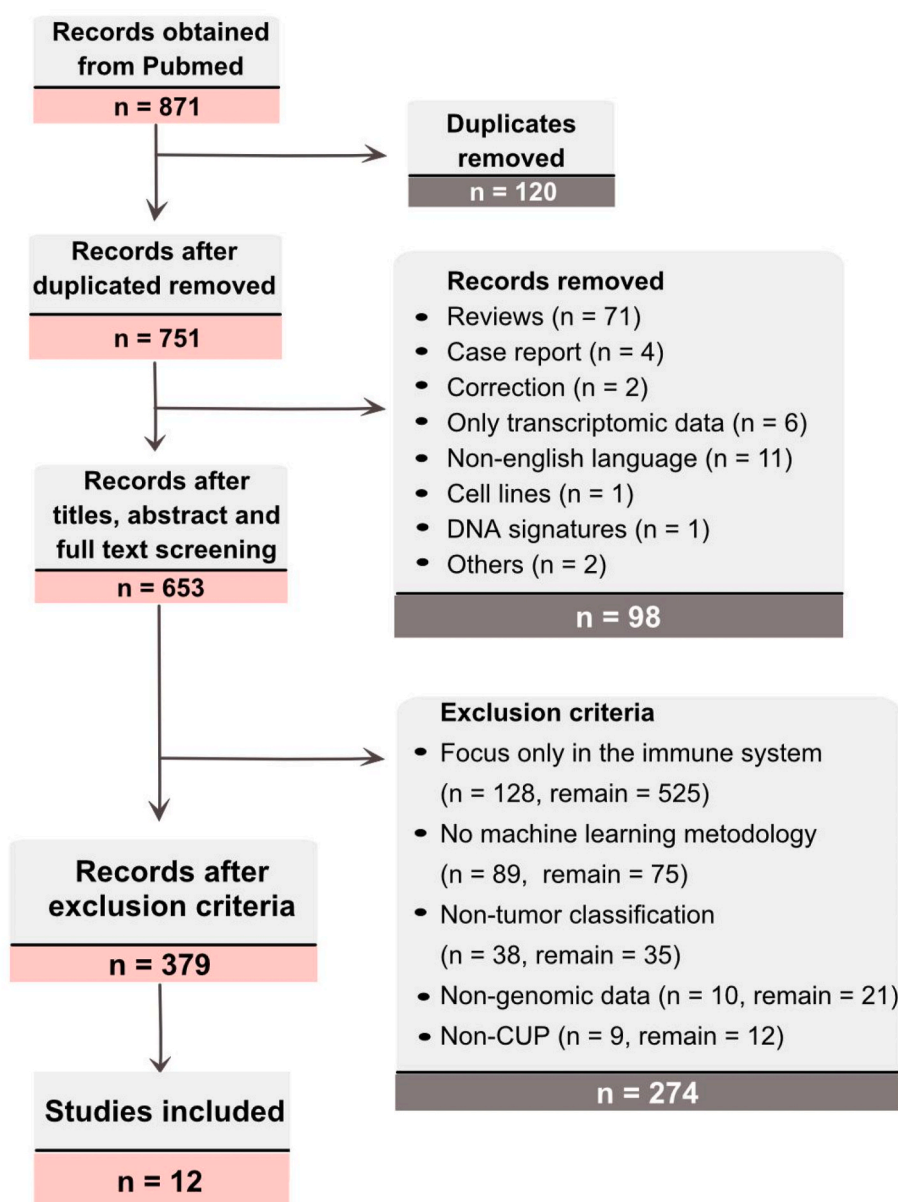 Records obtained
from Pubmed
n = 871
Duplicates
removed
n = 120
Records after
duplicated removed
n = 751
Records removed
• Reviews (n = 71)
• Case report (n = 4)
• Correction (n = 2)
• Only transcriptomic data (n = 6)
• Non-english language (n = 11)
• Cell lines (n = 1)
• DNA signatures (n = 1)
• Others (n = 2)
n = 98
Records after
titles, abstract and
full text screening
n = 653
Exclusion criteria
• Focus only in the immune system
(n = 128, remain = 525)
• No machine learning metodology
(n = 89, remain = 75)
• Non-tumor classification
(n = 38, remain = 35)
• Non-genomic data (n = 10, remain = 21)
• Non-CUP (n = 9, remain = 12)
n = 274
Records after
exclusion criteria
n = 379
Studies included
n = 12